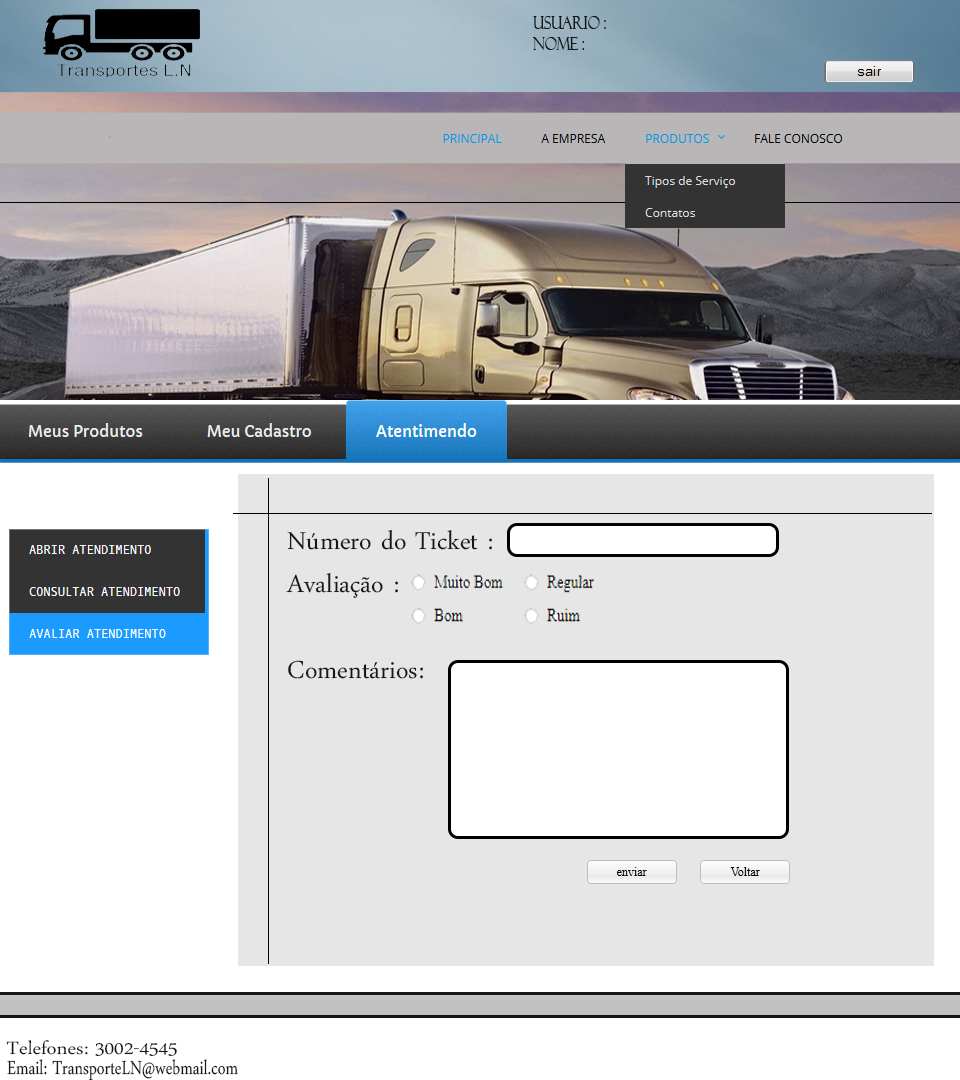 Transportes L.N
USUARIO :
NOME :
sair
PRINCIPAL A EMPRESA PRODUTOS FALE CONOSCO
Tipos de Serviço
Contatos
Meus Produtos Meu Cadastro Atentimendo
ABRIR ATENDIMENTO
CONSULTAR ATENDIMENTO
AVALIAR ATENDIMENTO
Número do Ticket :
Avaliação : Muito Bom Regular
Bom Ruim
Comentários:
enviar Voltar
Telefones: 3002-4545
Email: TransporteLN@webmail.com